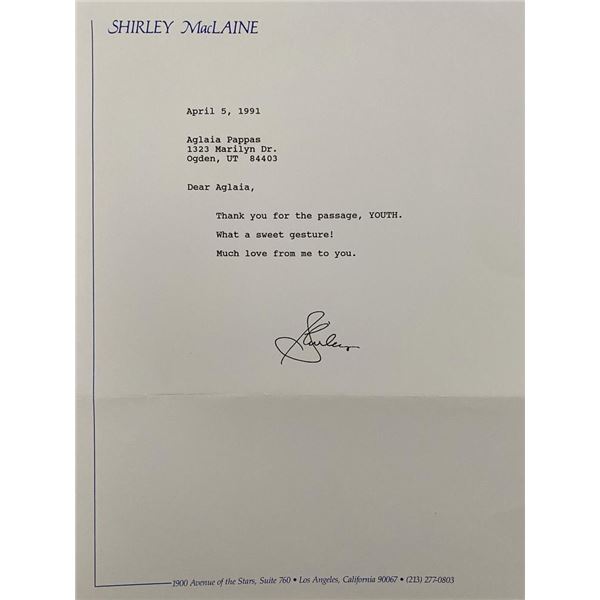 SHIRLEY MacLAINE
April 5, 1991
Aglaia Pappas
1323 Marilyn Dr.
Ogden, UT 84403
Dear Aglaia,
Thank you for the passage, YOUTH.
What a sweet gesture!
Much love from me to you.
Shirley
1900 Avenue of the Stars, Suite 760 • Los Angeles, California 90067 • (213) 277-0803